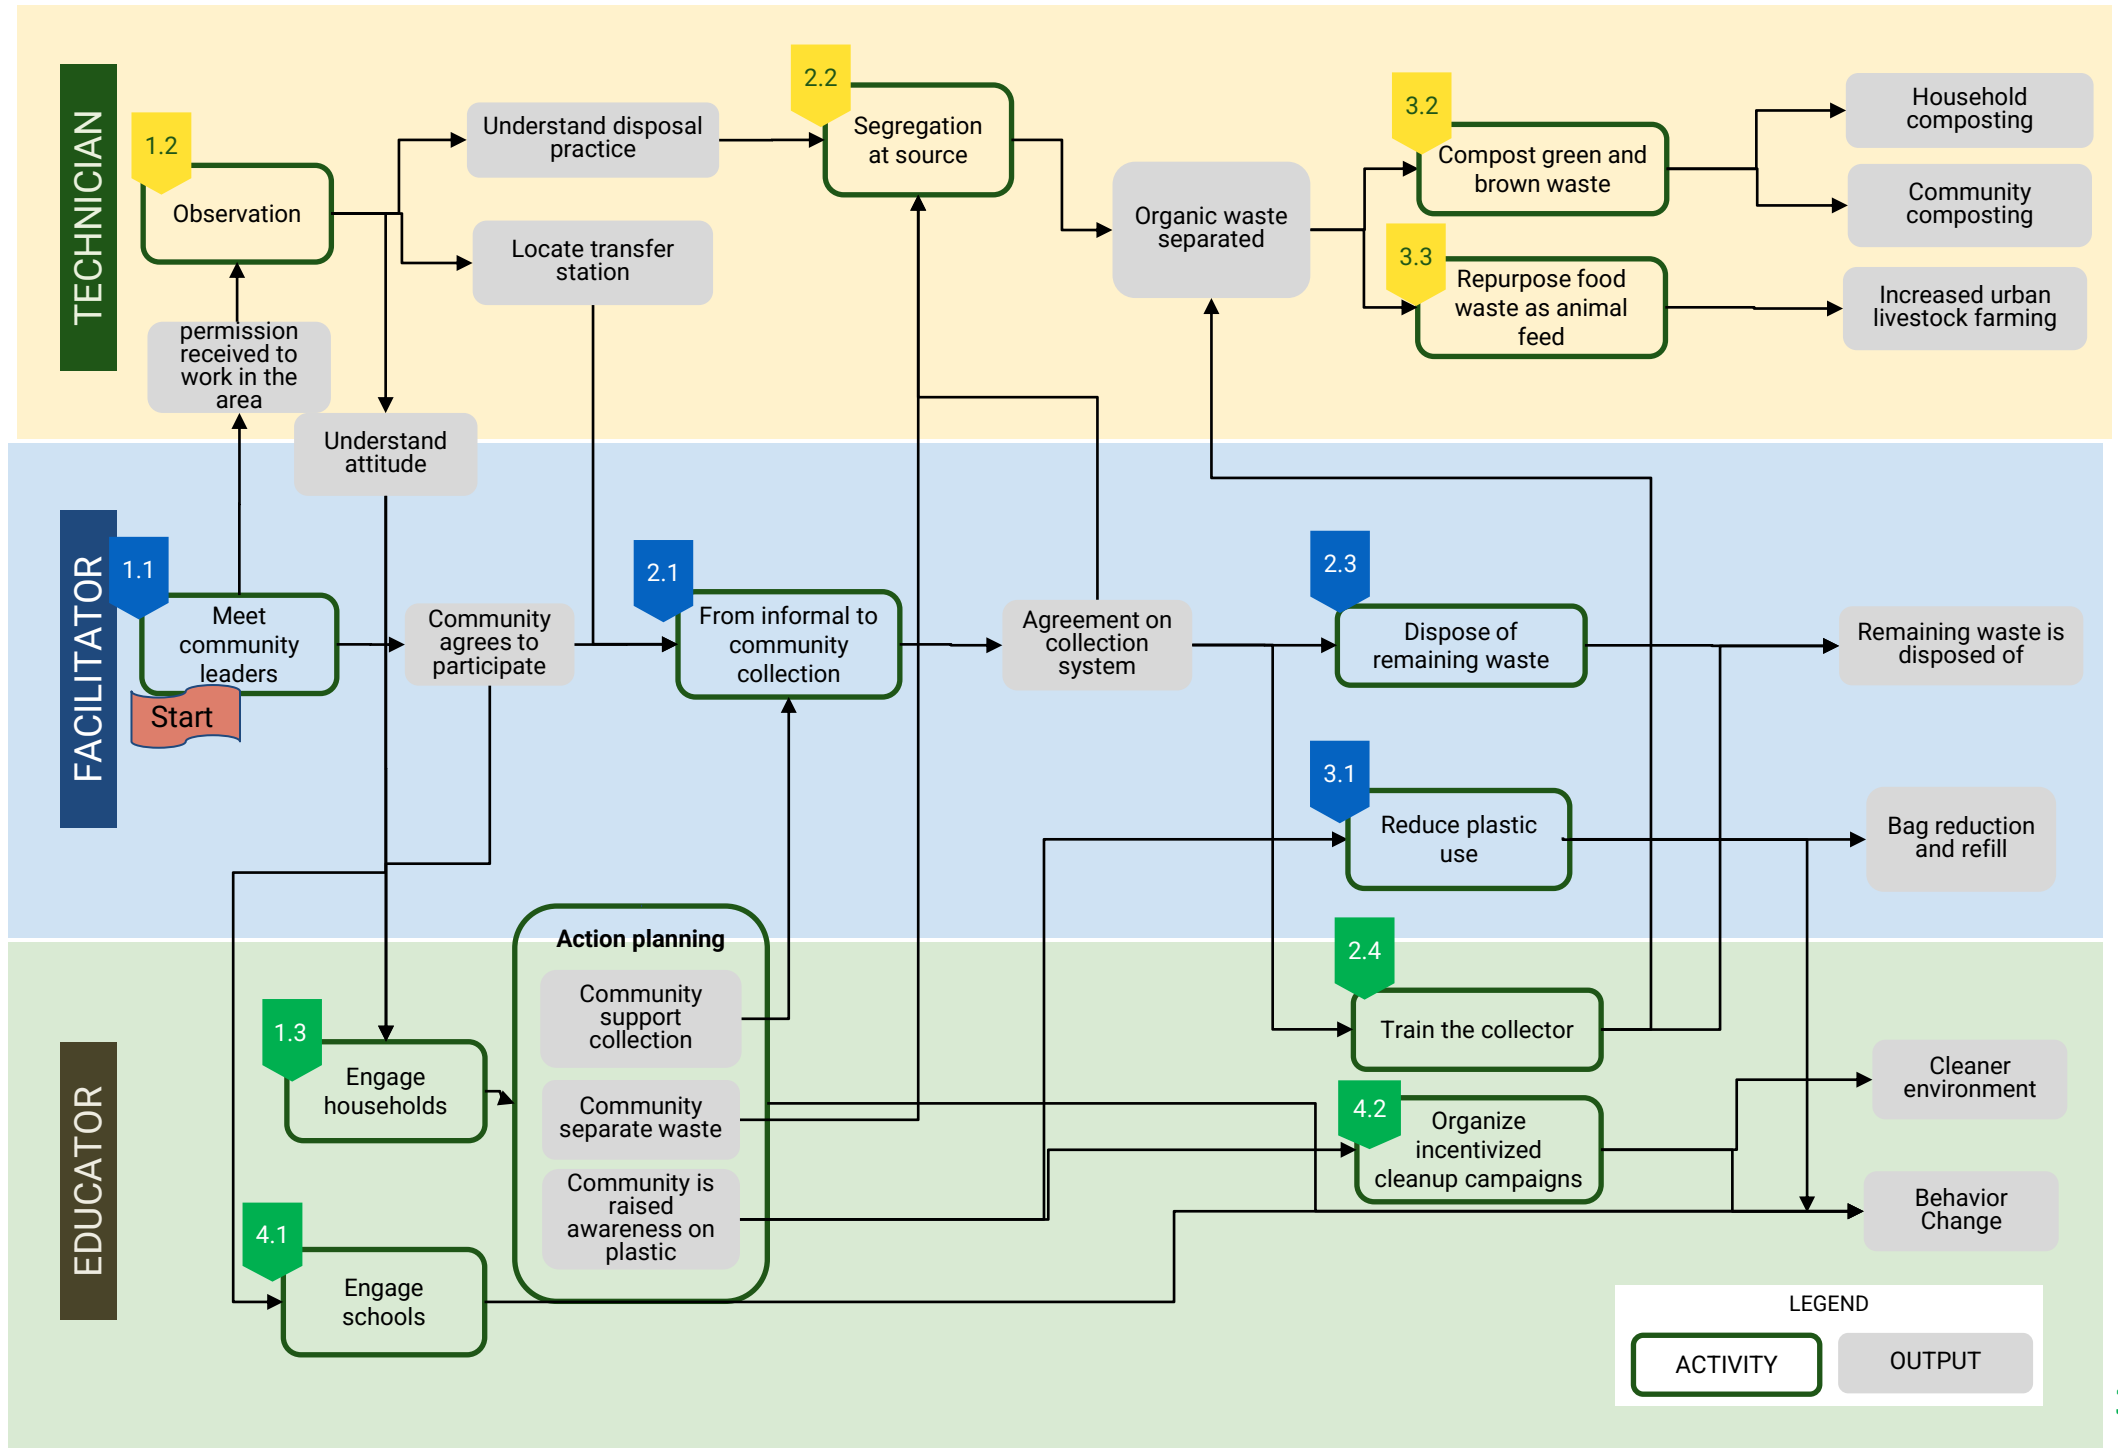 TECHNICIAN
1.2
Observation
Understand disposal
practice
Locate transfer
station
2.2
Segregation
at source
Organic waste
separated
3.2
Compost green and
brown waste
3.3
Repurpose food
waste as animal
feed
Household
composting
Community
composting
Increased urban
livestock farming
permission
received to
work in the
area
Understand
attitude
FACILITATOR
1.1
Meet
community
leaders
Start
Community
agrees to
participate
2.1
From informal to
community
collection
Agreement on
collection
system
2.3
Dispose of
remaining waste
Remaining waste is
disposed of
3.1
Reduce plastic
use
Bag reduction
and refill
EDUCATOR
1.3
Engage
households
4.1
Engage
schools
Action planning
Community
support
collection
Community
separate waste
Community is
raised
awareness on
plastic
2.4
Train the collector
4.2
Organize
incentivized
cleanup campaigns
Cleaner
environment
Behavior
Change
LEGEND
ACTIVITY
OUTPUT